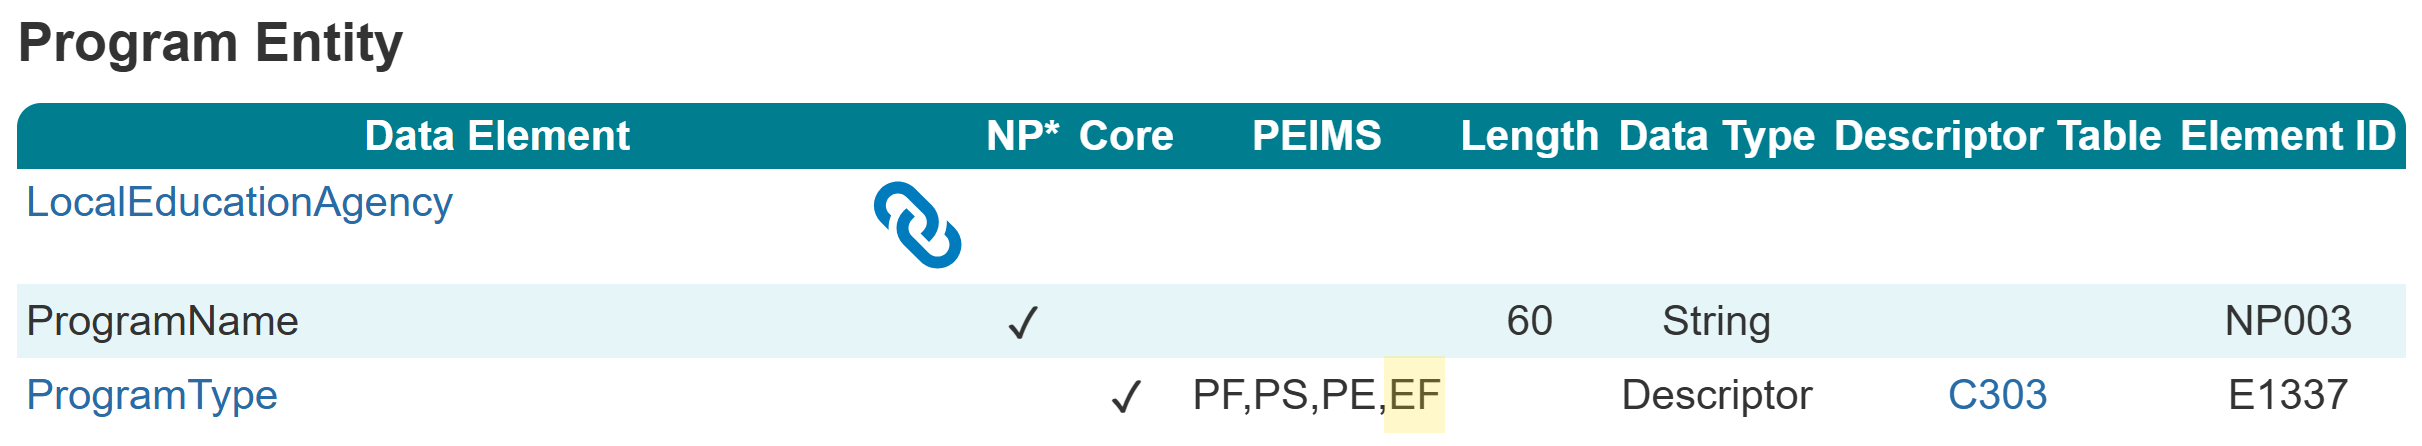 Program Entity
Data Element NP* Core PEIMS Length Data Type Descriptor Table Element ID
LocalEducationAgency
ProgramName ✓ 60 String NP003
ProgramType ✓ PF,PS,PE,EF Descriptor C303 E1337